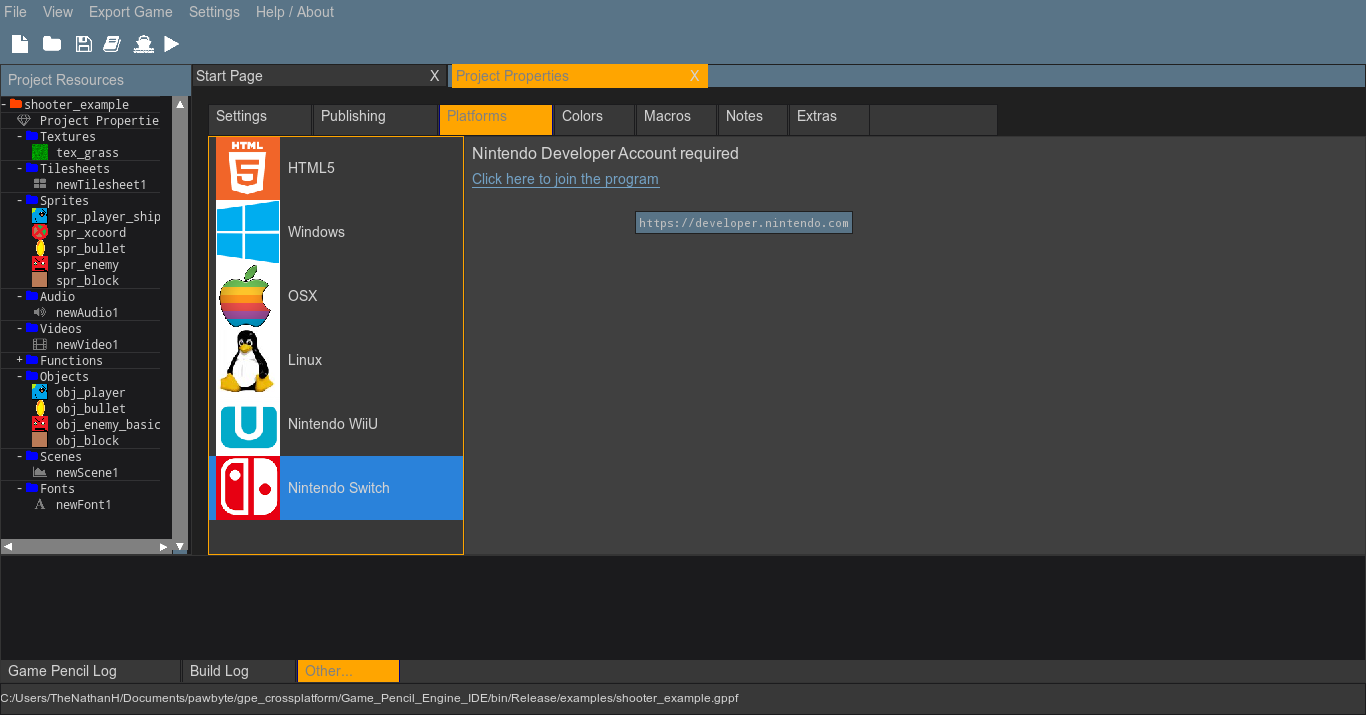 File View Export Game Settings Help / About
Project Resources
Start Page X
Project Properties X
shooter_example
Project Propertie
Textures
tex_grass
Tilesheets
newTilesheet1
Sprites
spr_player_ship
spr_xcoord
spr_bullet
spr_enemy
spr_block
Audio
newAudio1
Videos
newVideo1
Functions
Objects
obj_player
obj_bullet
obj_enemy_basic
obj_block
Scenes
newScene1
Fonts
A newFont1
Settings Publishing Platforms Colors Macros Notes Extras
HTML
5
HTML5
Windows
OSX
Linux
U
Nintendo WiiU
Nintendo Switch
Nintendo Developer Account required
Click here to join the program
https://developer.nintendo.com
Game Pencil Log Build Log Other...
C:/Users/TheNathanH/Documents/pawbyte/gpe_crossplatform/Game_Pencil_Engine_IDE/bin/Release/examples/shooter_example.gppf